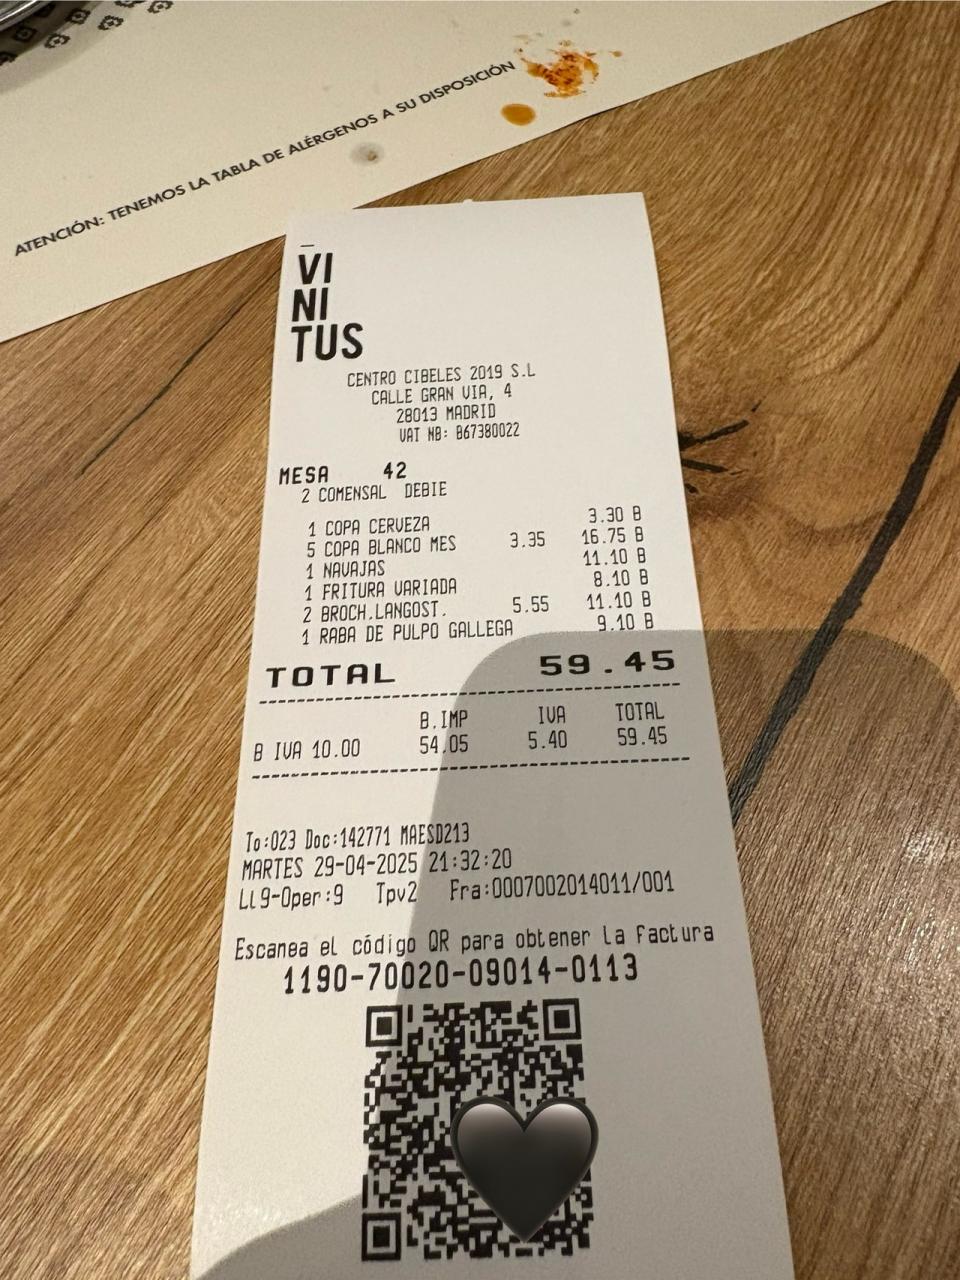 ATENCIÓN: TENEMOS LA TABLA DE ALÉRGENOS A SU DISPOSICIÓN
VI
NI
TUS
CENTRO CIBELES 2019 S.L
CALLE GRAN VIA, 4
28013 MADRID
VAT NB: B67380022
MESA 42
2 COMENSAL DEBIE
1 COPA CERVEZA 3.30 B
5 COPA BLANCO MES 3.35 16.75 B
1 NAVAJAS 11.10 B
1 FRITURA VARIADA 8.10 B
2 BROCH.LANGOST. 5.55 11.10 B
1 RABA DE PULPO GALLEGA 9.10 B
TOTAL 59.45
B.IMP IVA TOTAL
B IVA 10.00 54.05 5.40 59.45
To:023 Doc:142771 MAESD213
MARTES 29-04-2025 21:32:20
LL9-Oper:9 Tpv2 Fra:0007002014011/001
Escanea el código QR para obtener la factura
1190-70020-09014-0113